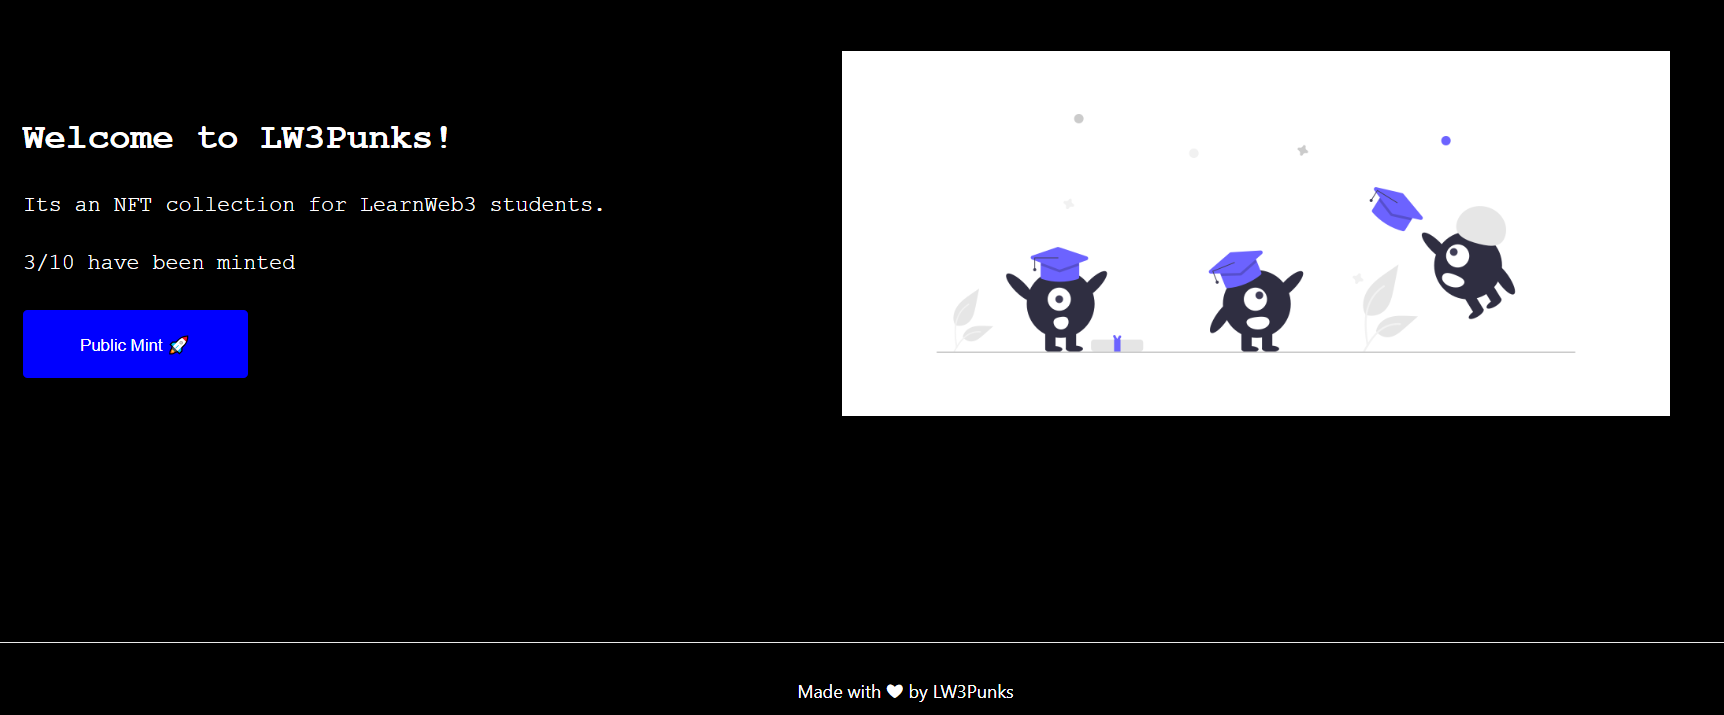 Welcome to LW3Punks!
Its an NFT collection for LearnWeb3 students.
3/10 have been minted
Public Mint 🚀
Made with ♥ by LW3Punks